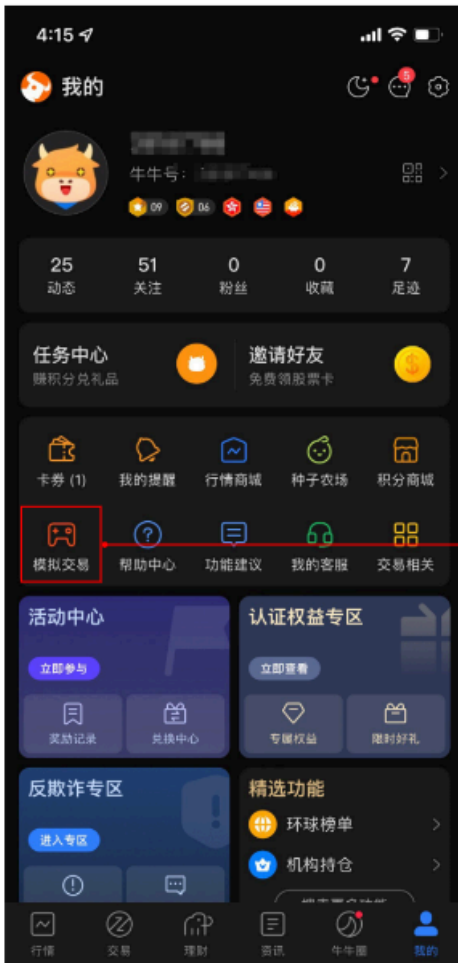 4:15
我的
5
牛牛号:
09 06
25 51 0 0 7
动态 关注 粉丝 收藏 足迹
任务中心 邀请好友
赚积分兑礼品 免费领股票卡
卡券 (1) 我的提醒 行情商城 种子农场 积分商城
模拟交易 帮助中心 功能建议 我的客服 交易相关
活动中心 认证权益专区
立即参与 立即查看
奖励记录 兑换中心 专属权益 限时好礼
反欺诈专区 精选功能
进入专区 环球榜单
机构持仓
行情 交易 理财 资讯 牛牛圈 我的